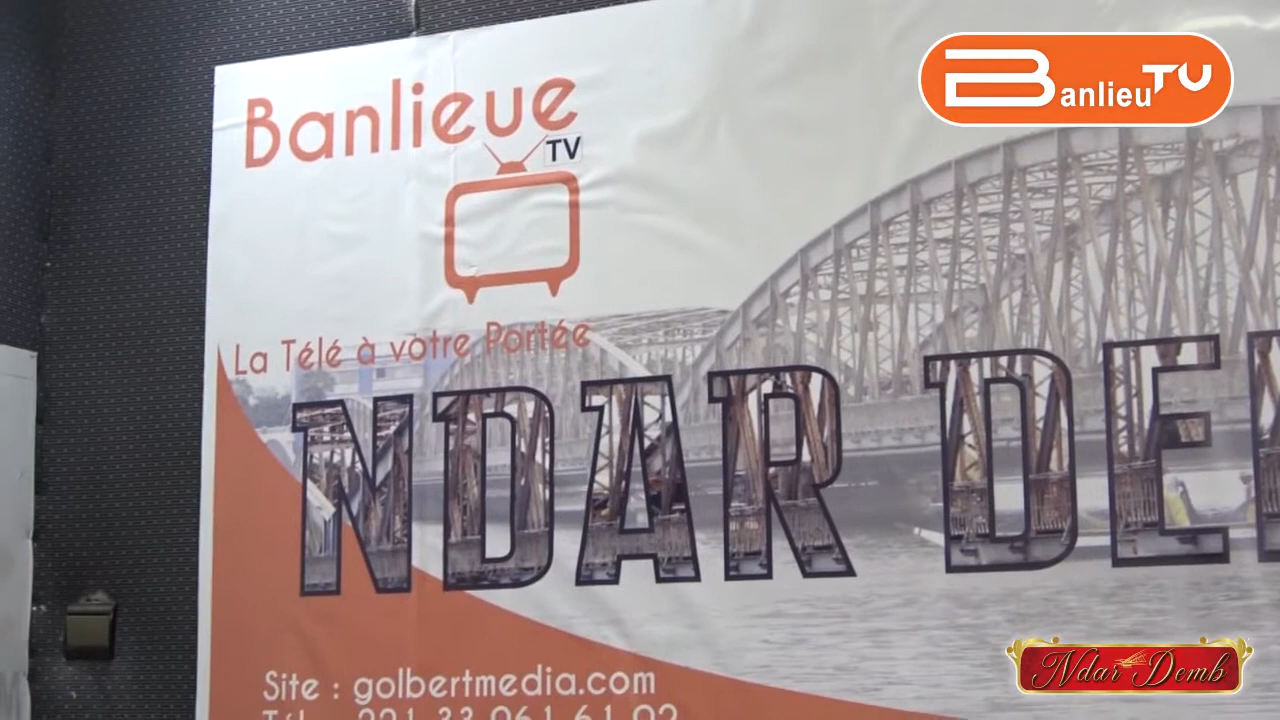 Banlieue
TV
BanlieuTV
La Télé à votre Portée
NDAR DE
Site : golbertmedia.com
Ndar Demb